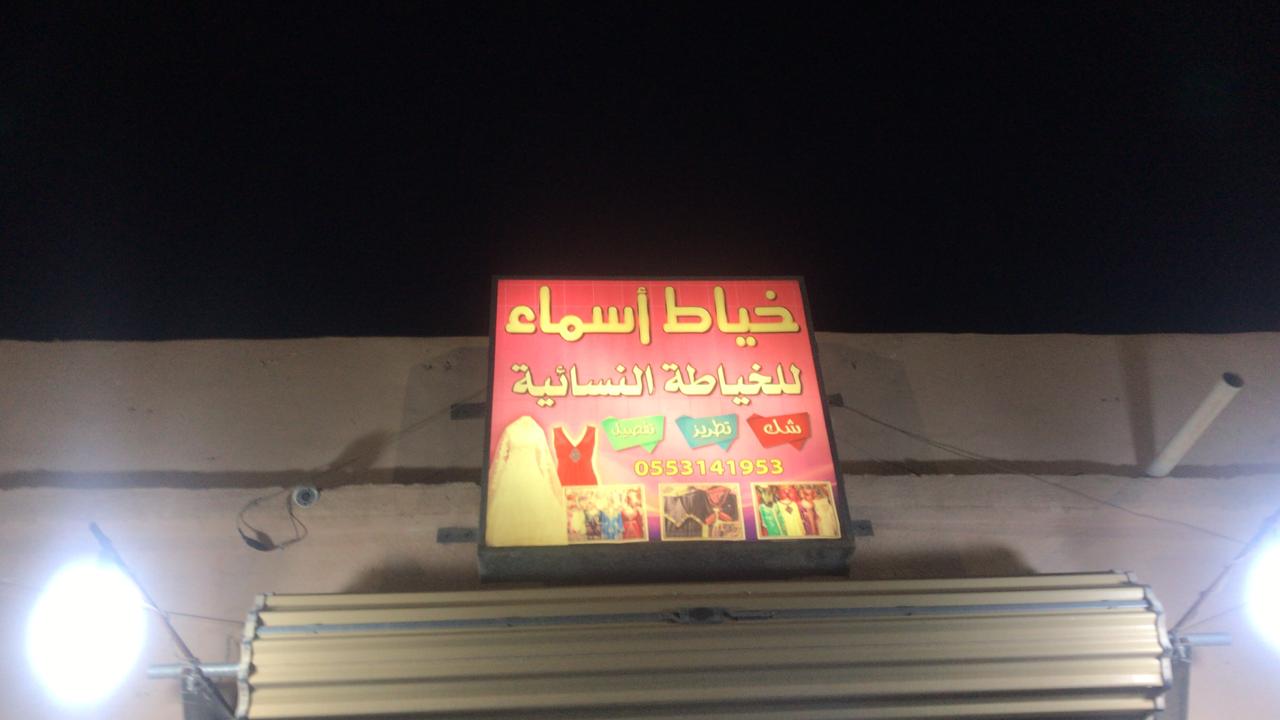 خياط أسماء
للخياطة النسائية
شك تطريز تفصيل
0553141953